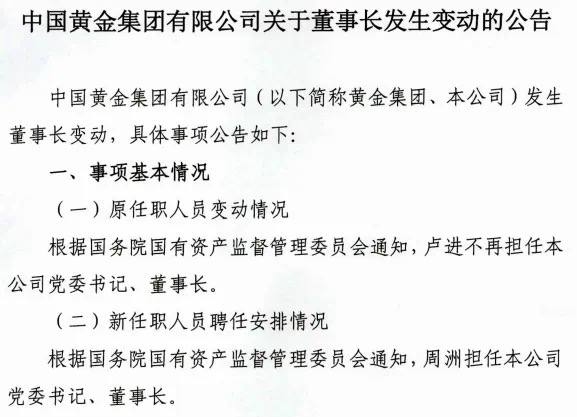 中国黄金集团有限公司关于董事长发生变动的公告
中国黄金集团有限公司（以下简称黄金集团、本公司）发生
董事长变动，具体事项公告如下：
一、事项基本情况
（一）原任职人员变动情况
根据国务院国有资产监督管理委员会通知，卢进不再担任本
公司党委书记、董事长。
（二）新任职人员聘任安排情况
根据国务院国有资产监督管理委员会通知，周洲担任本公司
党委书记、董事长。